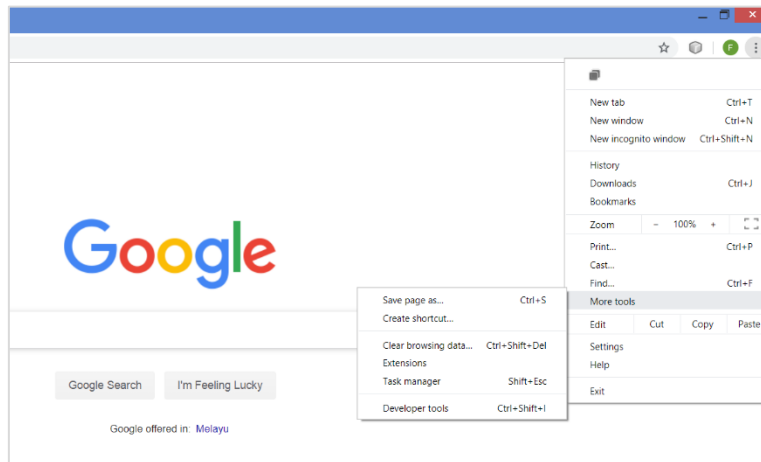 F
New tab Ctrl+T
New window Ctrl+N
New incognito window Ctrl+Shift+N
History
Downloads Ctrl+J
Bookmarks
Zoom - 100% +
Print... Ctrl+P
Cast...
Find... Ctrl+F
More tools
Edit Cut Copy Paste
Settings
Help
Exit
Google
Save page as... Ctrl+S
Create shortcut...
Clear browsing data... Ctrl+Shift+Del
Extensions
Task manager Shift+Esc
Developer tools Ctrl+Shift+I
Google Search I'm Feeling Lucky
Google offered in: Melayu